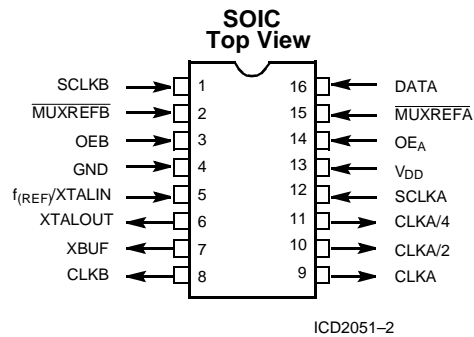 SOIC
Top View
SCLKB 1 16 DATA
MUXREFB 2 15 MUXREFA
OEB 3 14 OEA
GND 4 13 VDD
f(REF)/XTALIN 5 12 SCLKA
XTALOUT 6 11 CLKA/4
XBUF 7 10 CLKA/2
CLKB 8 9 CLKA
ICD2051–2